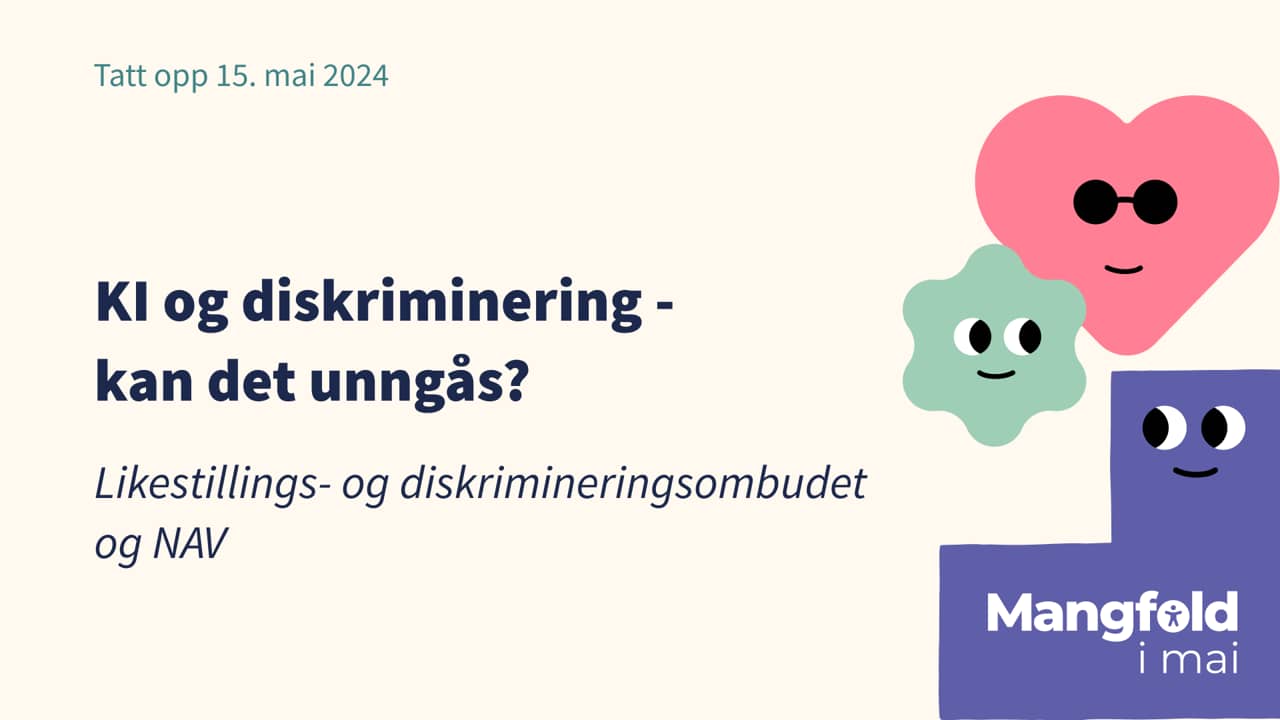 Tatt opp 15. mai 2024
KI og diskriminering -
kan det unngås?
Likestillings- og diskrimineringsombudet
og NAV
Mangfold
i mai